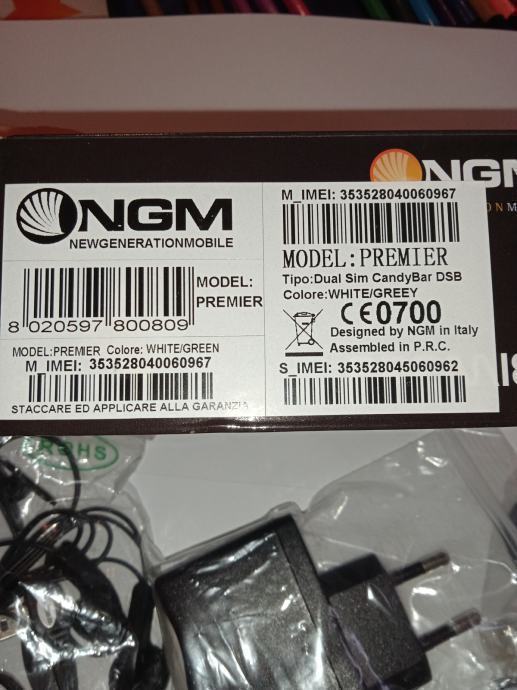 NGM
NEWGENERATIONMOBILE
MODEL:
PREMIER
8 020597 800809
MODEL:PREMIER Colore: WHITE/GREEN
M_IMEI: 353528040060967
STACCARE ED APPLICARE ALLA GARANZIA
M_IMEI: 353528040060967
MODEL:PREMIER
Tipo:Dual Sim CandyBar DSB
Colore:WHITE/GREEY
CE0700
Designed by NGM in Italy
Assembled in P.R.C.
S_IMEI: 353528045060962
NGM
RoHS